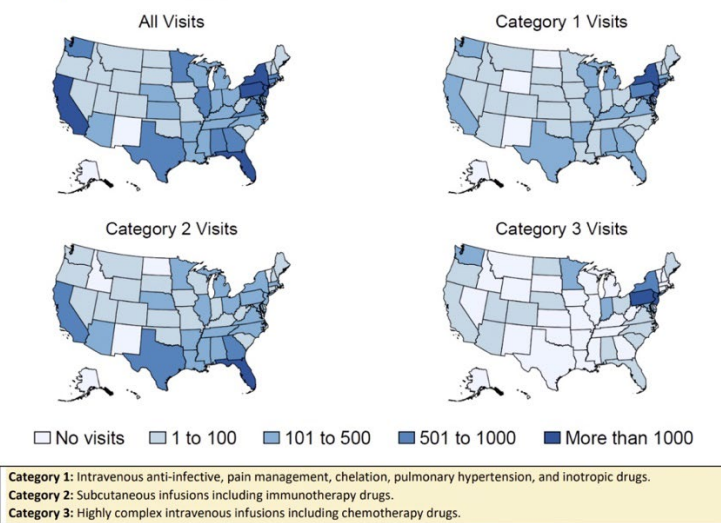 All Visits
Category 1 Visits
Category 2 Visits
Category 3 Visits
No visits
1 to 100
101 to 500
501 to 1000
More than 1000
Category 1: Intravenous anti-infective, pain management, chelation, pulmonary hypertension, and inotropic drugs.
Category 2: Subcutaneous infusions including immunotherapy drugs.
Category 3: Highly complex intravenous infusions including chemotherapy drugs.